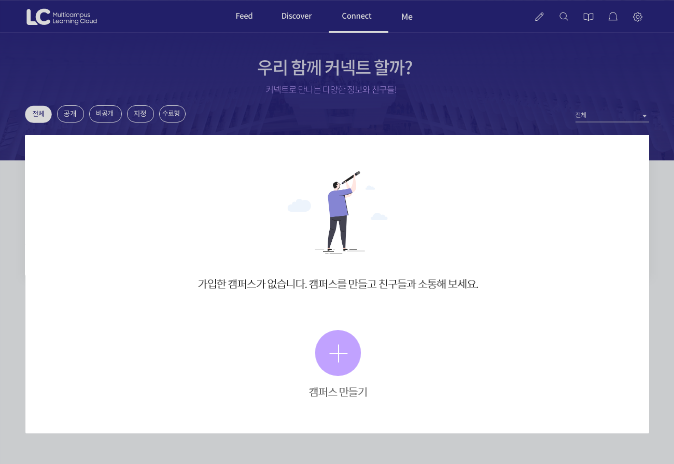 LC Multicampus
Learning Cloud
Feed Discover Connect Me
우리 함께 커넥트 할까?
커넥트로 만나는 다양한 정보와 친구들!
전체 공개 비공개 지정 수료형
전체
가입한 캠퍼스가 없습니다. 캠퍼스를 만들고 친구들과 소통해 보세요.
캠퍼스 만들기